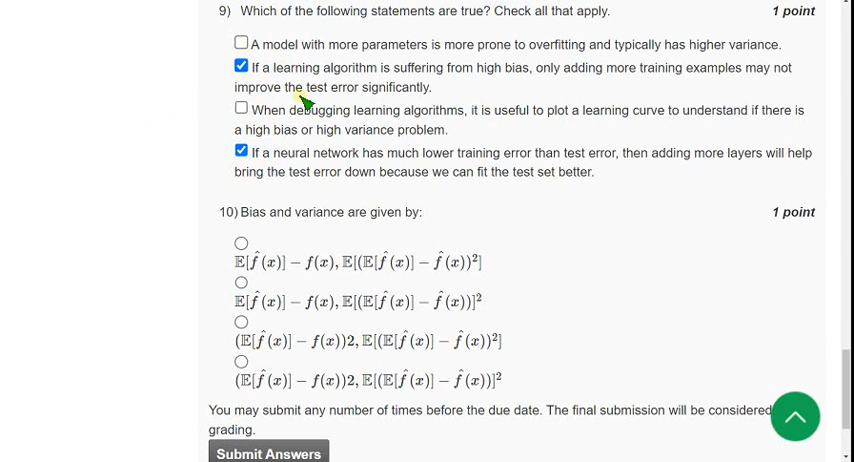 9) Which of the following statements are true? Check all that apply. 1 point
A model with more parameters is more prone to overfitting and typically has higher variance.
If a learning algorithm is suffering from high bias, only adding more training examples may not
improve the test error significantly.
When debugging learning algorithms, it is useful to plot a learning curve to understand if there is
a high bias or high variance problem.
If a neural network has much lower training error than test error, then adding more layers will help
bring the test error down because we can fit the test set better.
10) Bias and variance are given by: 1 point
𝔼[f̂(x)] − f(x), 𝔼[(𝔼[f̂(x)] − f̂(x))²]
𝔼[f̂(x)] − f(x), 𝔼[(𝔼[f̂(x)] − f̂(x))]²
(𝔼[f̂(x)] − f(x))2, 𝔼[(𝔼[f̂(x)] − f̂(x))²]
(𝔼[f̂(x)] − f(x))2, 𝔼[(𝔼[f̂(x)] − f̂(x))]²
You may submit any number of times before the due date. The final submission will be considered
grading.
Submit Answers